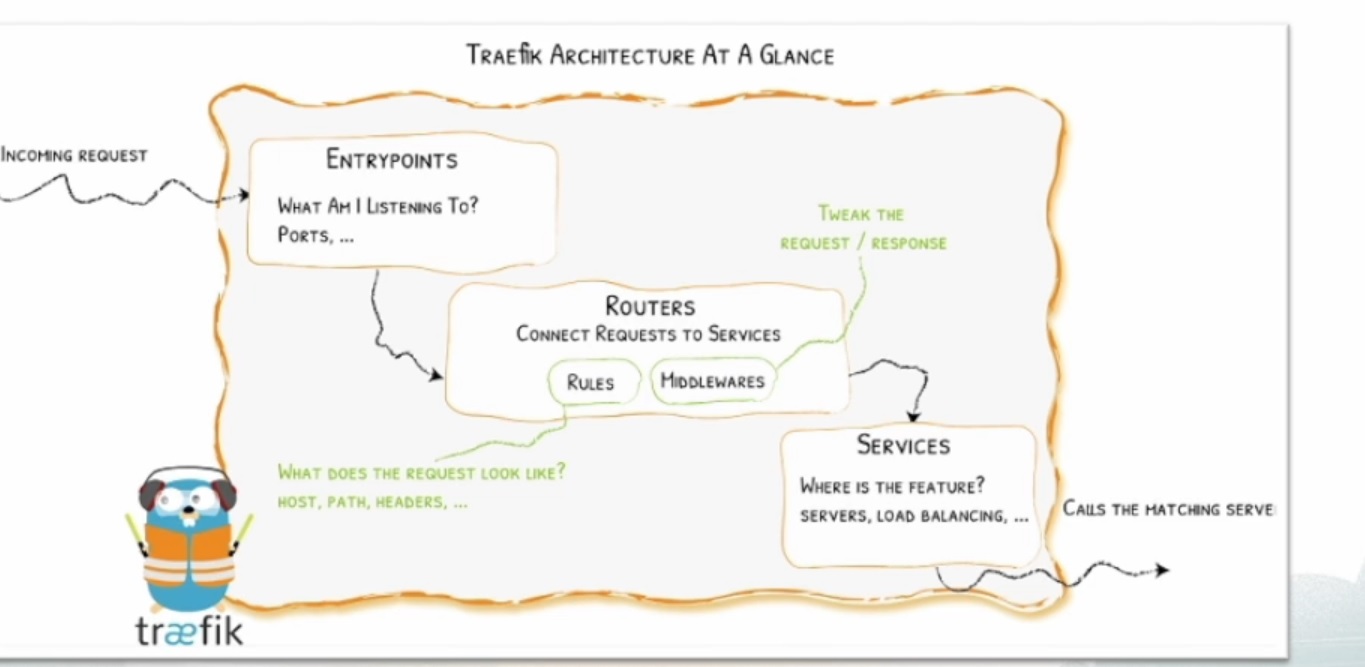 Traefik Architecture At A Glance
Incoming request
Entrypoints
What Am I Listening To?
Ports, ...
Tweak the
request / response
Routers
Connect Requests to Services
Rules
Middlewares
What does the request look like?
host, path, headers, ...
Services
Where is the feature?
servers, load balancing, ...
Calls the matching serve
træfik